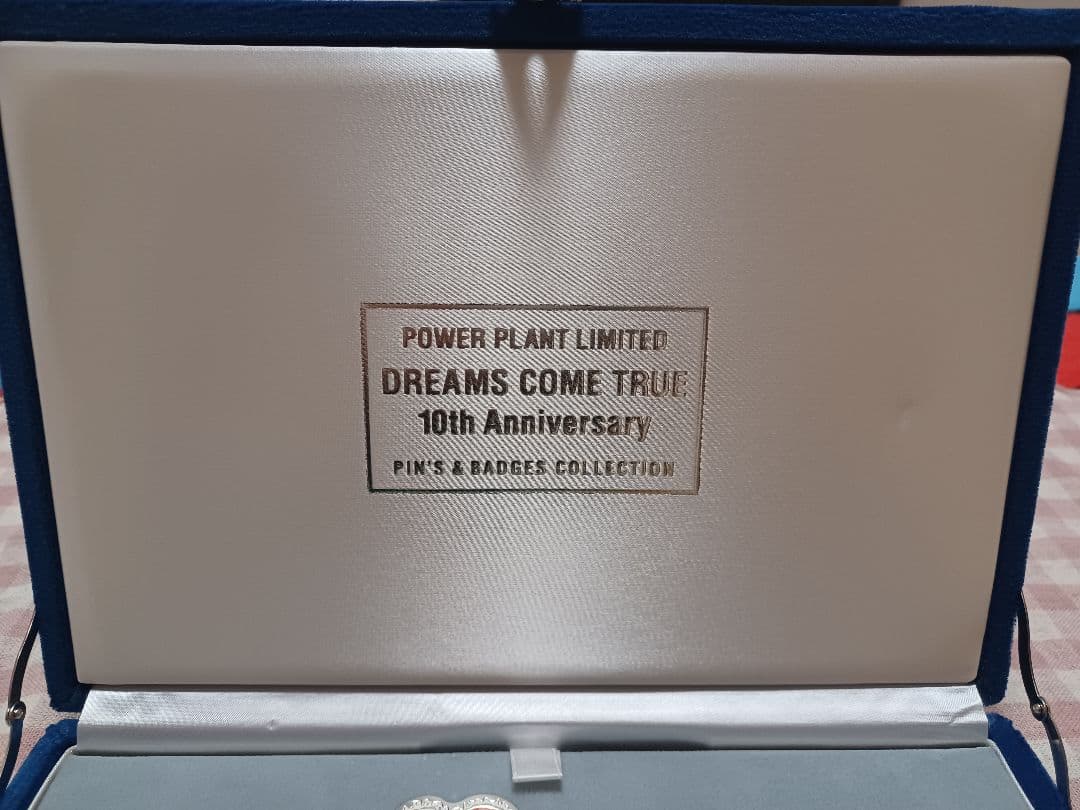 POWER PLANT LIMITED
DREAMS COME TRUE
10th Anniversary
PIN'S & BADGES COLLECTION